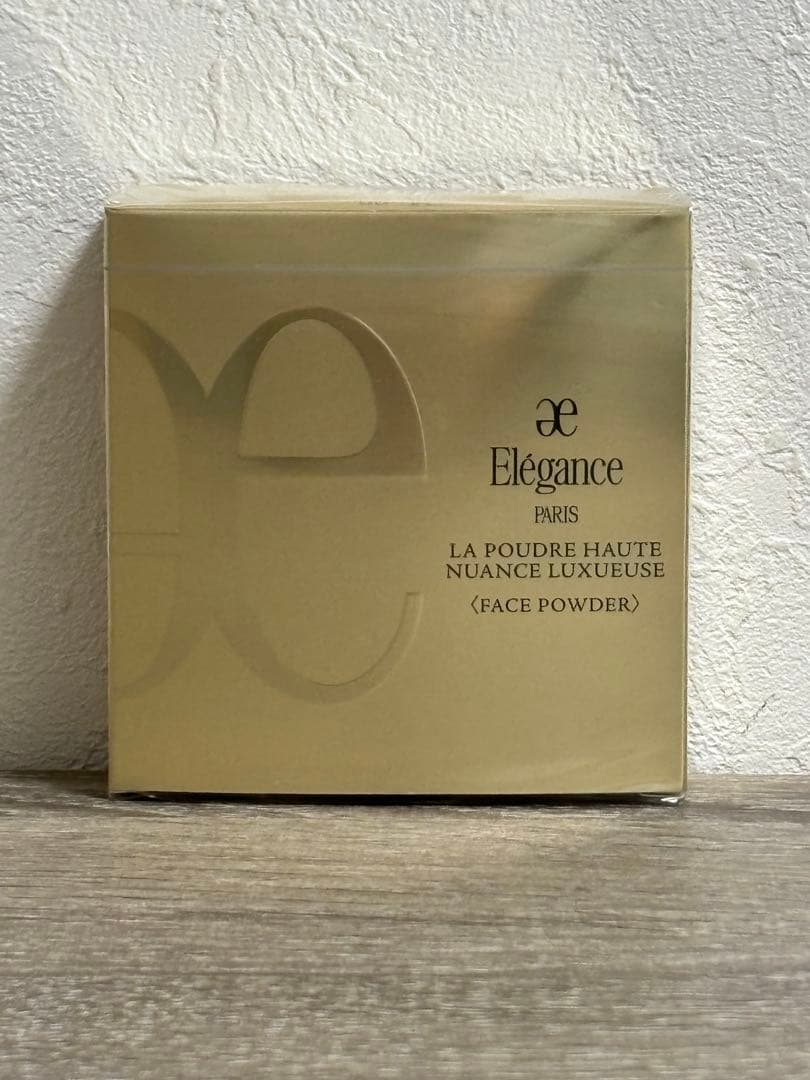 æ
Elégance
PARIS
LA POUDRE HAUTE
NUANCE LUXUEUSE
〈FACE POWDER〉